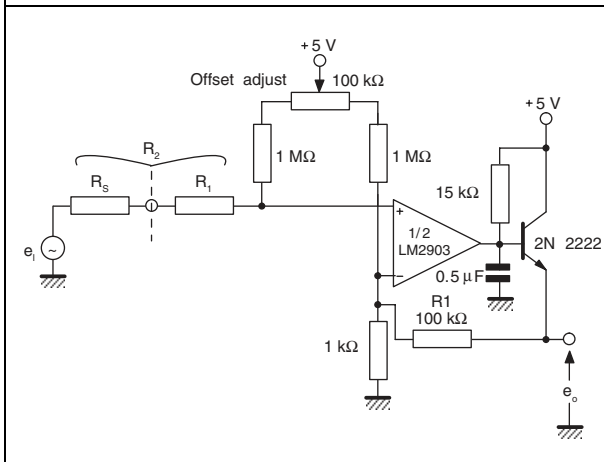 +5 V
Offset adjust
100 kΩ
+5 V
R2
1 MΩ
1 MΩ
RS
R1
15 kΩ
+
1/2
LM2903
2N 2222
eI
−
0.5 µF
R1
100 kΩ
1 kΩ
eo